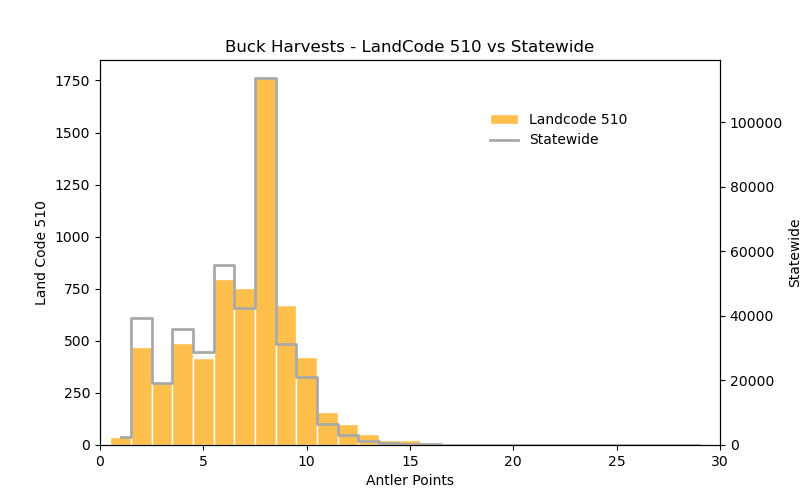 Buck Harvests - LandCode 510 vs Statewide
Land Code 510
1750
1500
1250
1000
750
500
250
0
Landcode 510
Statewide
100000
80000
60000
40000
20000
0
Statewide
0 5 10 15 20 25 30
Antler Points